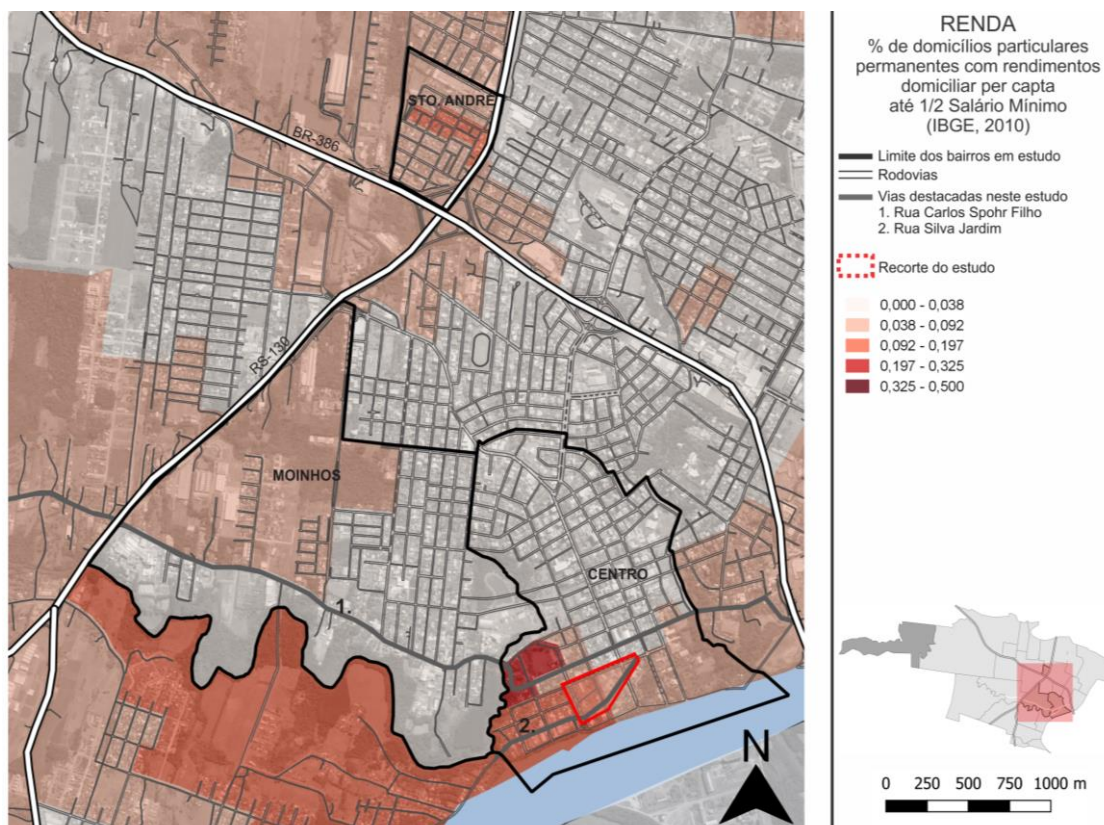 STO. ANDRÉ
BR-386
RS-130
MOINHOS
CENTRO
1.
2.
N
RENDA
% de domicílios particulares
permanentes com rendimentos
domiciliar per capta
até 1/2 Salário Mínimo
(IBGE, 2010)
Limite dos bairros em estudo
Rodovias
Vias destacadas neste estudo
1. Rua Carlos Spohr Filho
2. Rua Silva Jardim
Recorte do estudo
0,000 - 0,038
0,038 - 0,092
0,092 - 0,197
0,197 - 0,325
0,325 - 0,500
0 250 500 750 1000 m